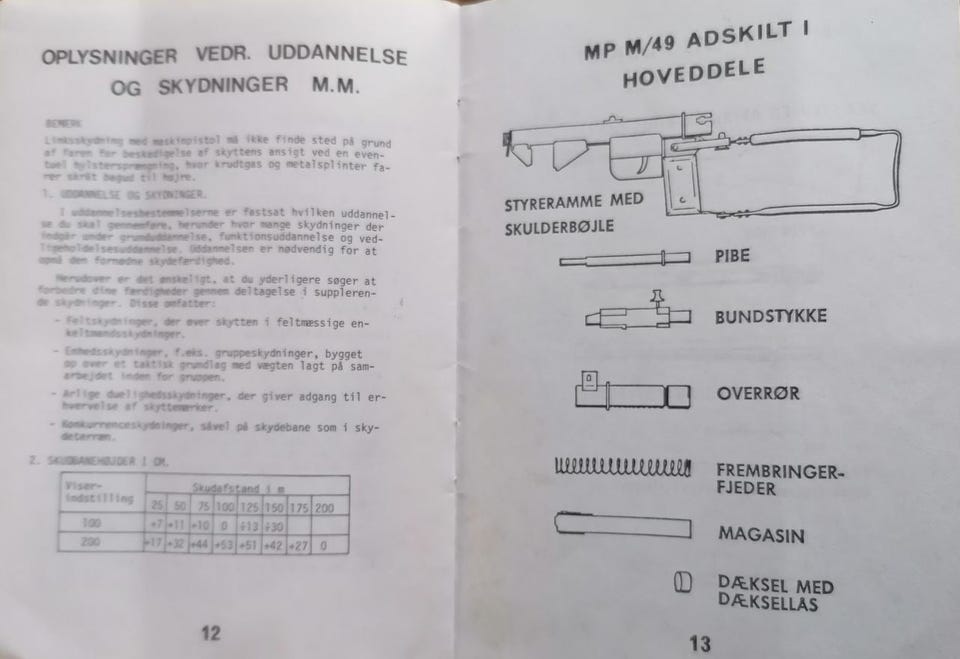 OPLYSNINGER VEDR. UDDANNELSE
OG SKYDNINGER M.M.
BEMÆRK
Linksskydning med maskinpistol må ikke finde sted på grund
af faren for beskadigelse af skyttens ansigt ved en even-
tuel hylstersprængning, hvor krudtgas og metalsplinter fa-
rer skråt bagud til højre.
1. UDDANNELSE OG SKYDNINGER.
I uddannelsesbestemmelserne er fastsat hvilken uddannel-
se du skal gennemføre, herunder hvor mange skydninger der
indgår under grunduddannelse, funktionsuddannelse og ved-
ligeholdelsesuddannelse. Uddannelsen er nødvendig for at
opnå den fornødne skydefærdighed.
Herudover er det ønskeligt, at du yderligere søger at
forbedre dine færdigheder gennem deltagelse i suppleren-
de skydninger. Disse omfatter:
- Feltskydninger, der øver skytten i feltmæssige en-
keltmandsskydninger.
- Enhedsskydninger, f.eks. gruppeskydninger, bygget
op over et taktisk grundlag med vægten lagt på sam-
arbejdet inden for gruppen.
- Årlige duelighedsskydninger, der giver adgang til er-
hvervelse af skyttemærker.
- Konkurrenceskydninger, såvel på skydebane som i sky-
deterræn.
2. SKUDBANEHØJDER I CM.
Viser-
indstilling
Skudafstand i m
25 50 75 100 125 150 175 200
100 +7 +11 +10 0 ÷13 ÷30
200 +17 +32 +44 +53 +51 +42 +27 0
12
MP M/49 ADSKILT I
HOVEDDELE
STYRERAMME MED
SKULDERBØJLE
PIBE
BUNDSTYKKE
OVERRØR
FREMBRINGER-
FJEDER
MAGASIN
DÆKSEL MED
DÆKSELLÅS
13